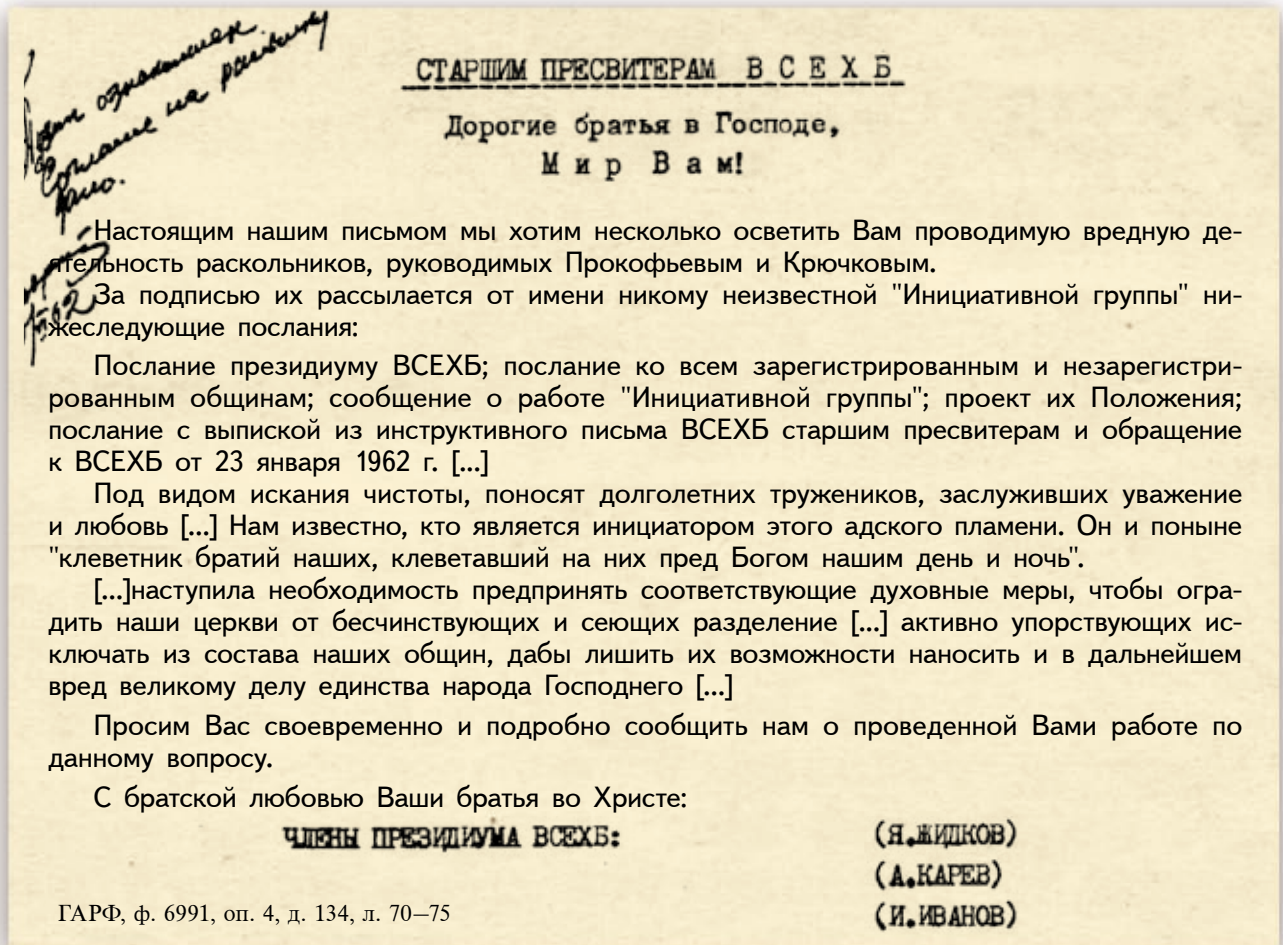 ознакомлен.
Согласие на рассылку
дано.
СТАРШИМ ПРЕСВИТЕРАМ В С Е Х Б
Дорогие братья в Господе,
М и р В а м!
Настоящим нашим письмом мы хотим несколько осветить Вам проводимую вредную де-
ятельность раскольников, руководимых Прокофьевым и Крючковым.
За подписью их рассылается от имени никому неизвестной "Инициативной группы" ни-
жеследующие послания:
Послание президиуму ВСЕХБ; послание ко всем зарегистрированным и незарегистри-
рованным общинам; сообщение о работе "Инициативной группы"; проект их Положения;
послание с выпиской из инструктивного письма ВСЕХБ старшим пресвитерам и обращение
к ВСЕХБ от 23 января 1962 г. [...]
Под видом искания чистоты, поносят долголетних тружеников, заслуживших уважение
и любовь [...] Нам известно, кто является инициатором этого адского пламени. Он и поныне
"клеветник братий наших, клеветавший на них пред Богом нашим день и ночь".
[...]наступила необходимость предпринять соответствующие духовные меры, чтобы огра-
дить наши церкви от бесчинствующих и сеющих разделение [...] активно упорствующих ис-
ключать из состава наших общин, дабы лишить их возможности наносить и в дальнейшем
вред великому делу единства народа Господнего [...]
Просим Вас своевременно и подробно сообщить нам о проведенной Вами работе по
данному вопросу.
С братской любовью Ваши братья во Христе:
ЧЛЕНЫ ПРЕЗИДИУМА ВСЕХБ: (Я.ЖИДКОВ)
(А.КАРЕВ)
(И.ИВАНОВ)
ГАРФ, ф. 6991, оп. 4, д. 134, л. 70–75